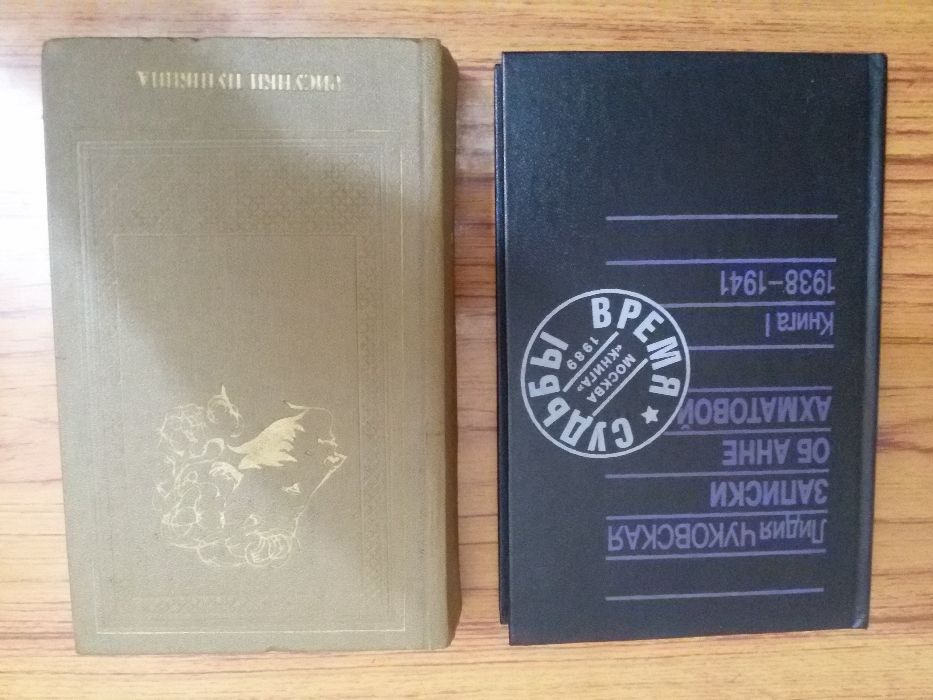 РИСУНКИ ПУШКИНА
Лидия ЧУКОВСКАЯ
ЗАПИСКИ
ОБ АННЕ
АХМАТОВОЙ
Книга I
1938–1941
СУДЬБЫ ВРЕМЯ
МОСКВА
«КНИГА»
1989